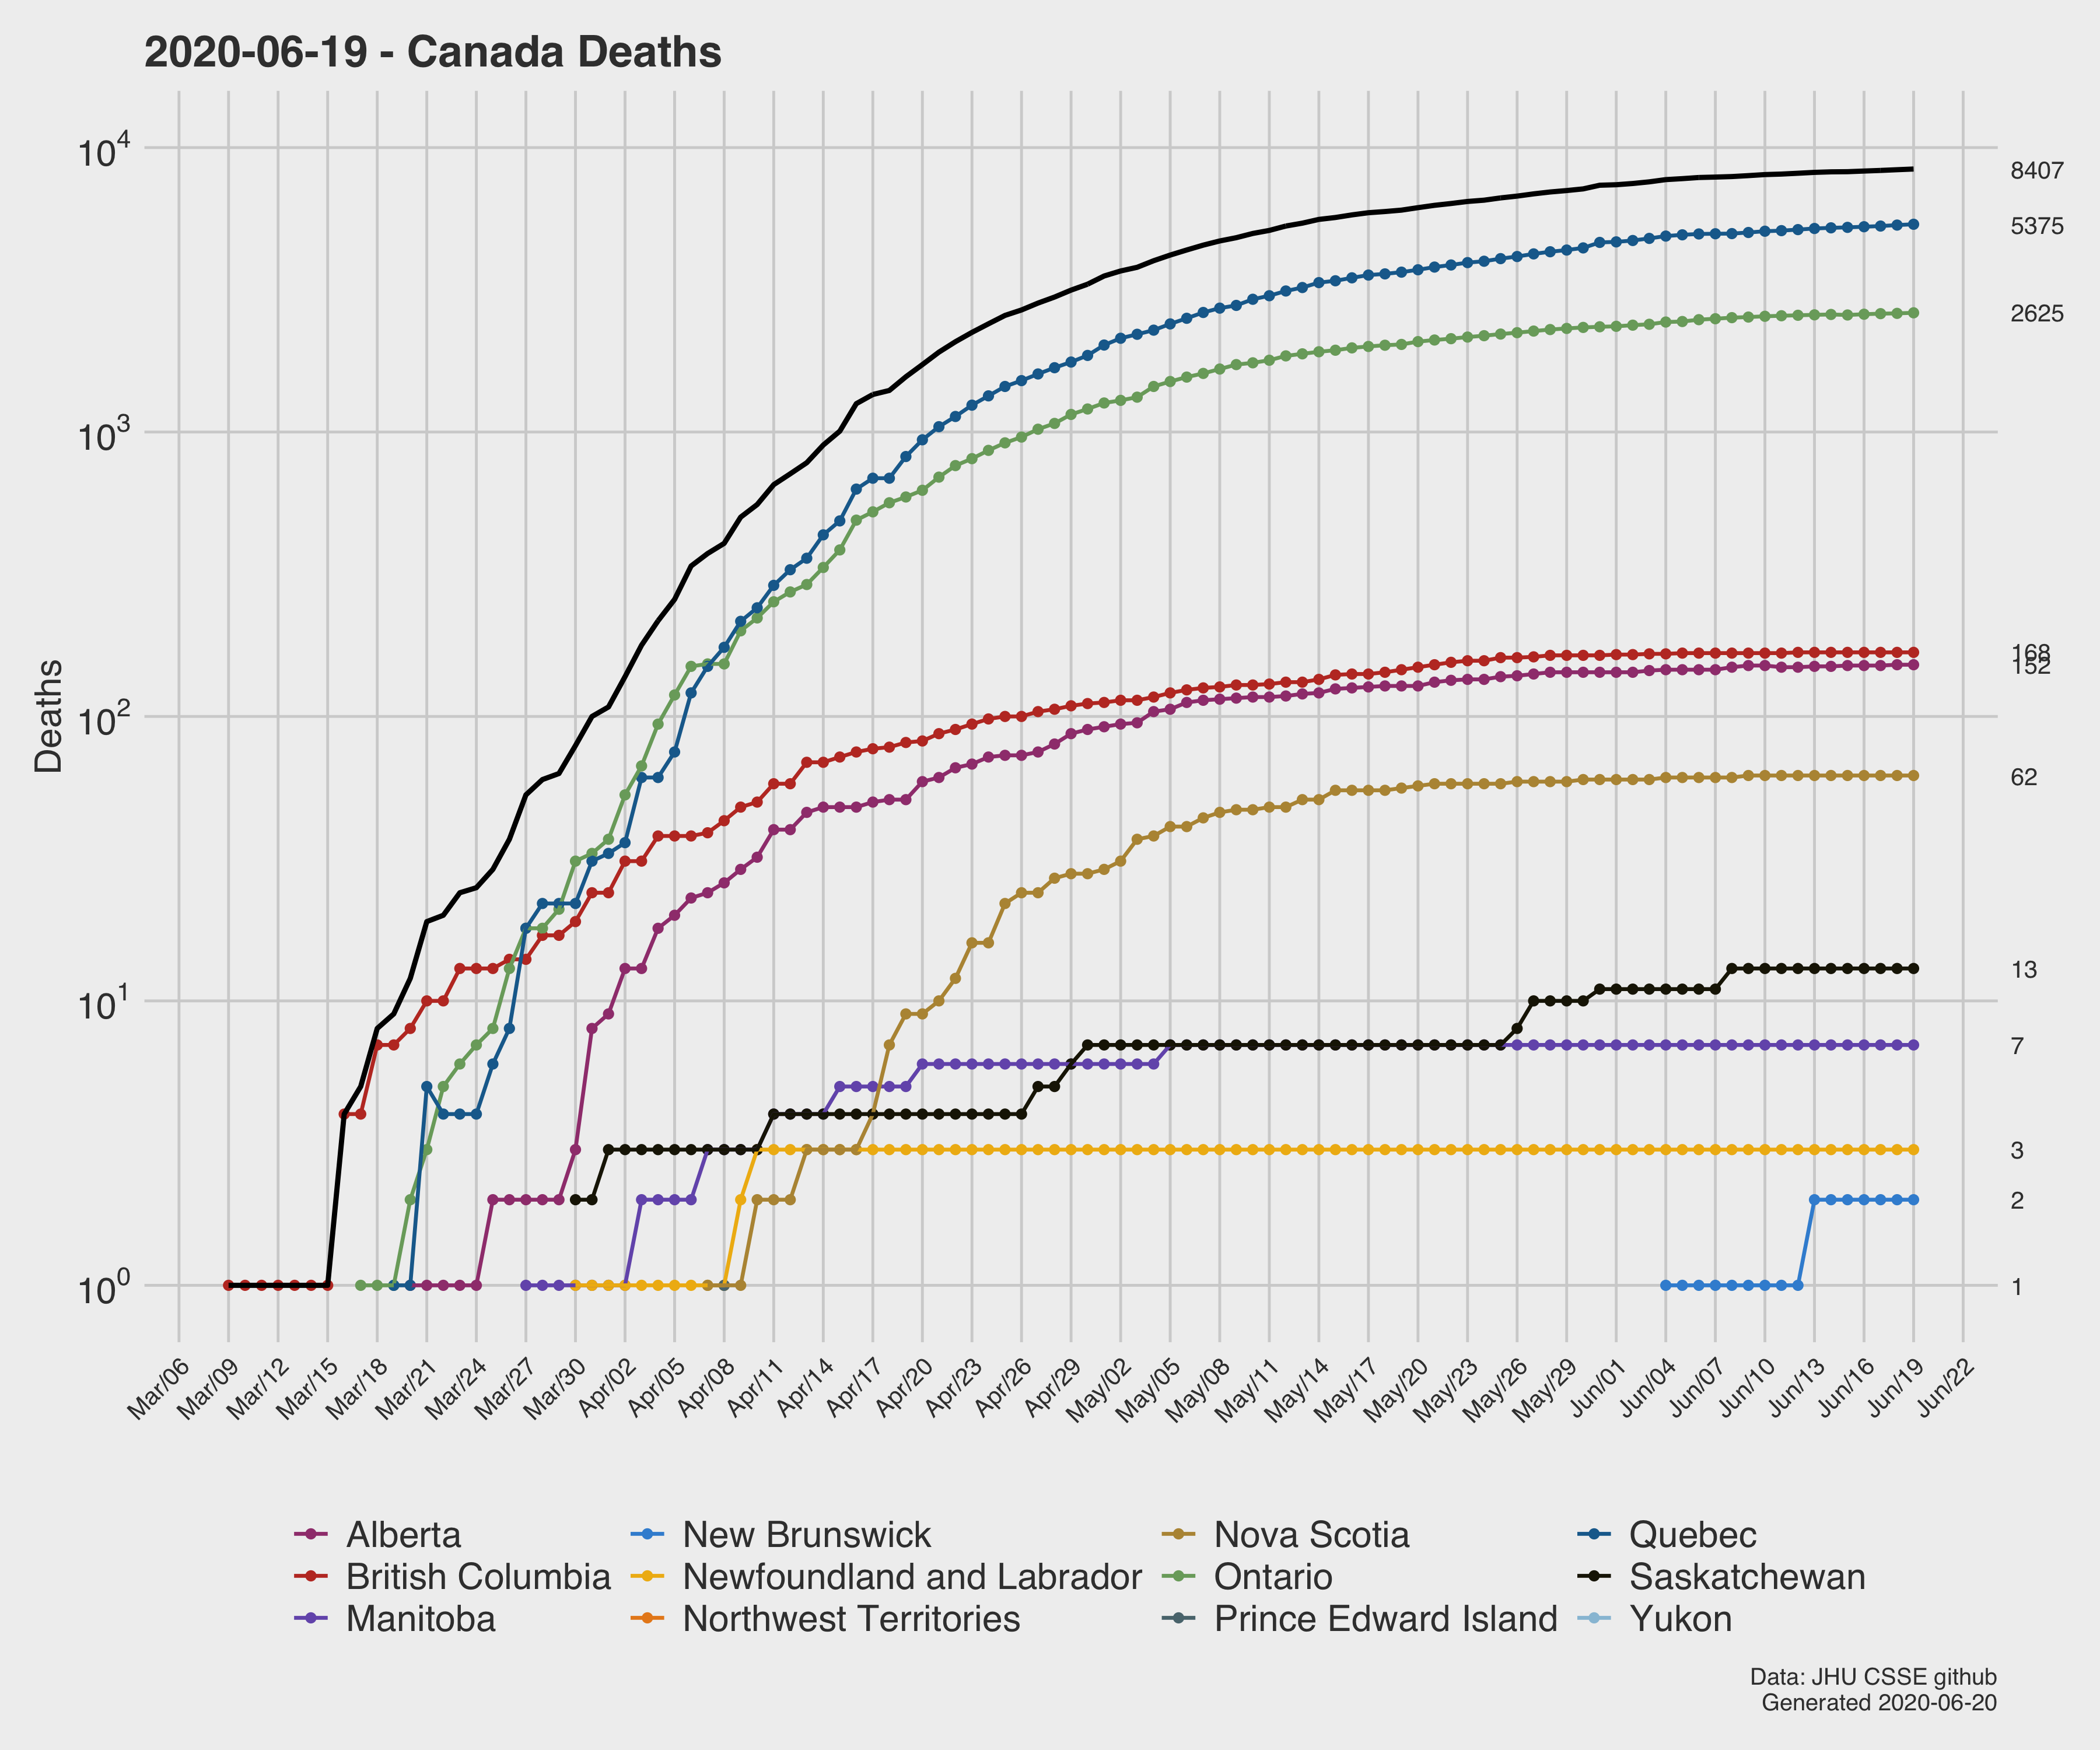 2020-06-19 - Canada Deaths
10^4
10^3
10^2
10^1
10^0
Deaths
8407
5375
2625
168
152
62
13
7
3
2
1
Mar/06 Mar/09 Mar/12 Mar/15 Mar/18 Mar/21 Mar/24 Mar/27 Mar/30 Apr/02 Apr/05 Apr/08 Apr/11 Apr/14 Apr/17 Apr/20 Apr/23 Apr/26 Apr/29 May/02 May/05 May/08 May/11 May/14 May/17 May/20 May/23 May/26 May/29 Jun/01 Jun/04 Jun/07 Jun/10 Jun/13 Jun/16 Jun/19 Jun/22
Alberta New Brunswick Nova Scotia Quebec
British Columbia Newfoundland and Labrador Ontario Saskatchewan
Manitoba Northwest Territories Prince Edward Island Yukon
Data: JHU CSSE github
Generated 2020-06-20